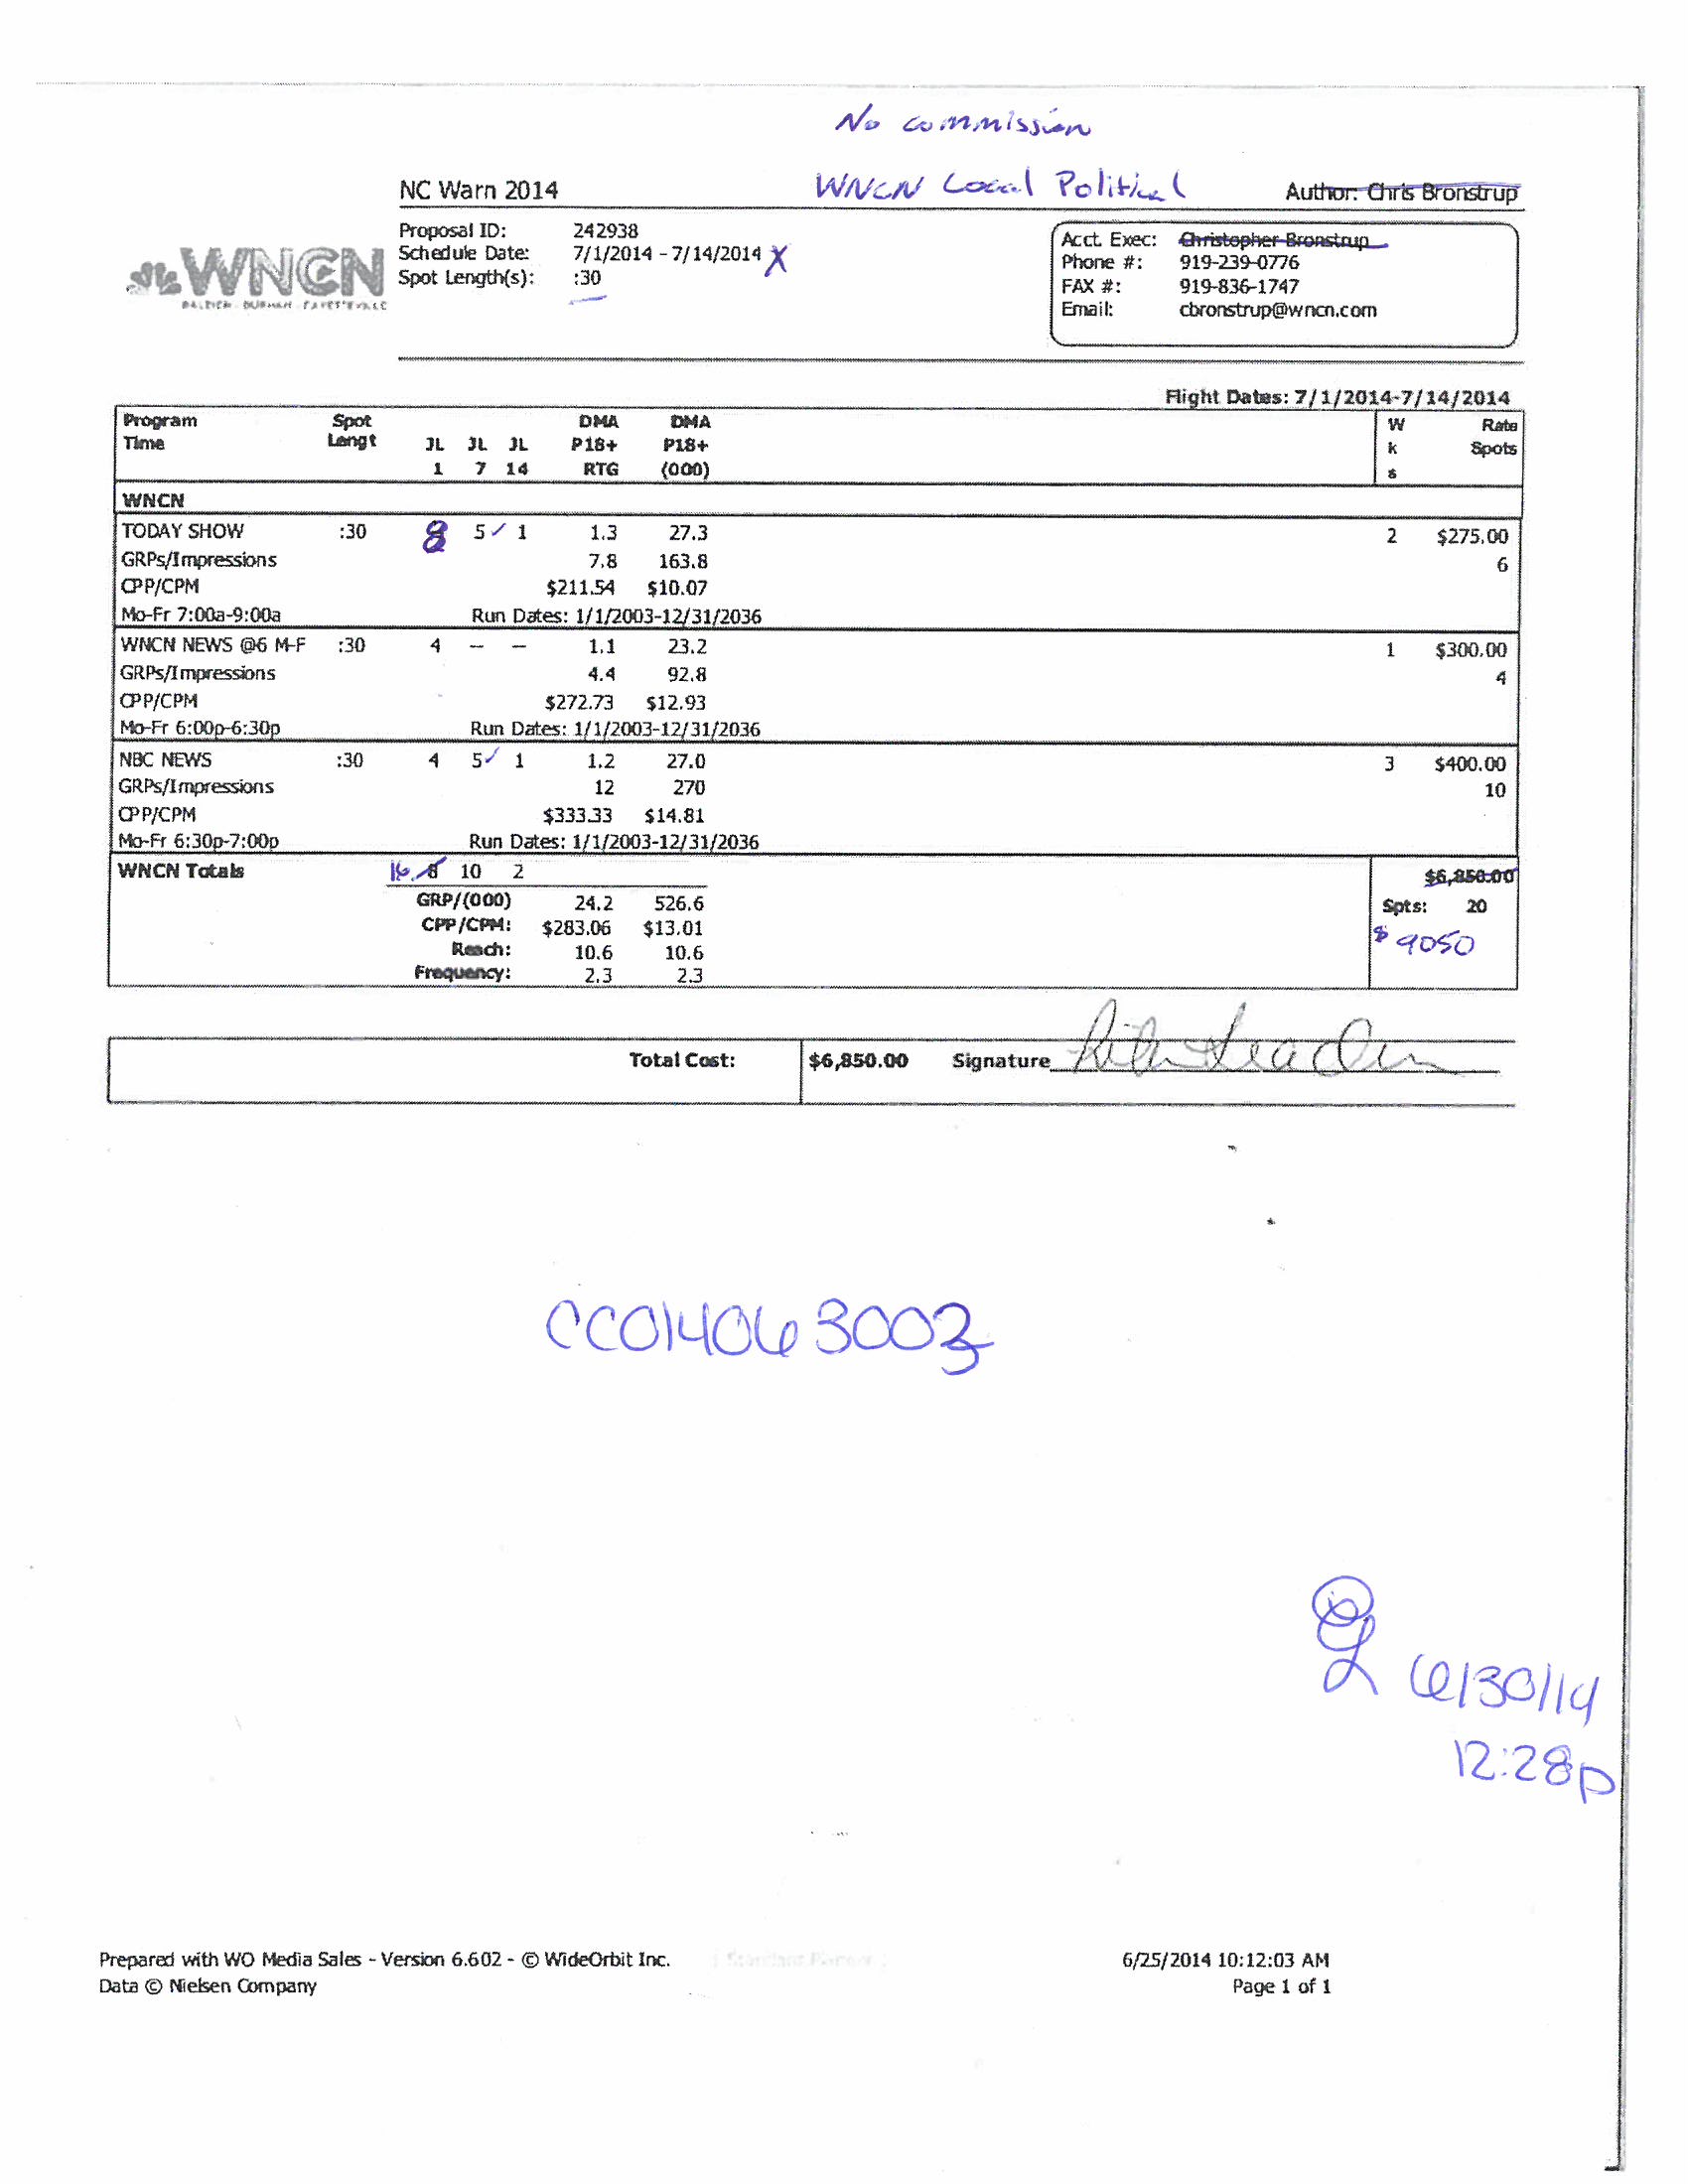 No commission
NC Warn 2014 WNCN Local Political Author: Chris Bronstrup
Proposal ID: 242938
Schedule Date: 7/1/2014 - 7/14/2014 X
Spot Length(s): :30
WNCN
RALEIGH · DURHAM · FAYETTEVILLE
Acct. Exec: Christopher Bronstrup
Phone #: 919-239-0776
FAX #: 919-836-1747
Email: cbronstrup@wncn.com
Flight Dates: 7/1/2014-7/14/2014
Program Spot DMA DMA W Rate
Time Lengt JL JL JL P18+ P18+ k Spots
1 7 14 RTG (000) s
WNCN
TODAY SHOW :30 8 5 ✓ 1 1.3 27.3 2 $275.00
GRPs/Impressions 7.8 163.8 6
CPP/CPM $211.54 $10.07
Mo-Fr 7:00a-9:00a Run Dates: 1/1/2003-12/31/2036
WNCN NEWS @6 M-F :30 4 -- -- 1.1 23.2 1 $300.00
GRPs/Impressions 4.4 92.8 4
CPP/CPM $272.73 $12.93
Mo-Fr 6:00p-6:30p Run Dates: 1/1/2003-12/31/2036
NBC NEWS :30 4 5 ✓ 1 1.2 27.0 3 $400.00
GRPs/Impressions 12 270 10
CPP/CPM $333.33 $14.81
Mo-Fr 6:30p-7:00p Run Dates: 1/1/2003-12/31/2036
WNCN Totals 16 8 10 2 $6,850.00
GRP/(000) 24.2 526.6 Spts: 20
CPP/CPM: $283.06 $13.01 $9050
Reach: 10.6 10.6
Frequency: 2.3 2.3
Total Cost: $6,850.00 Signature
CC014063003
6/30/14
12:28p
Prepared with WO Media Sales - Version 6.602 - © WideOrbit Inc. 6/25/2014 10:12:03 AM
Data © Nielsen Company Page 1 of 1